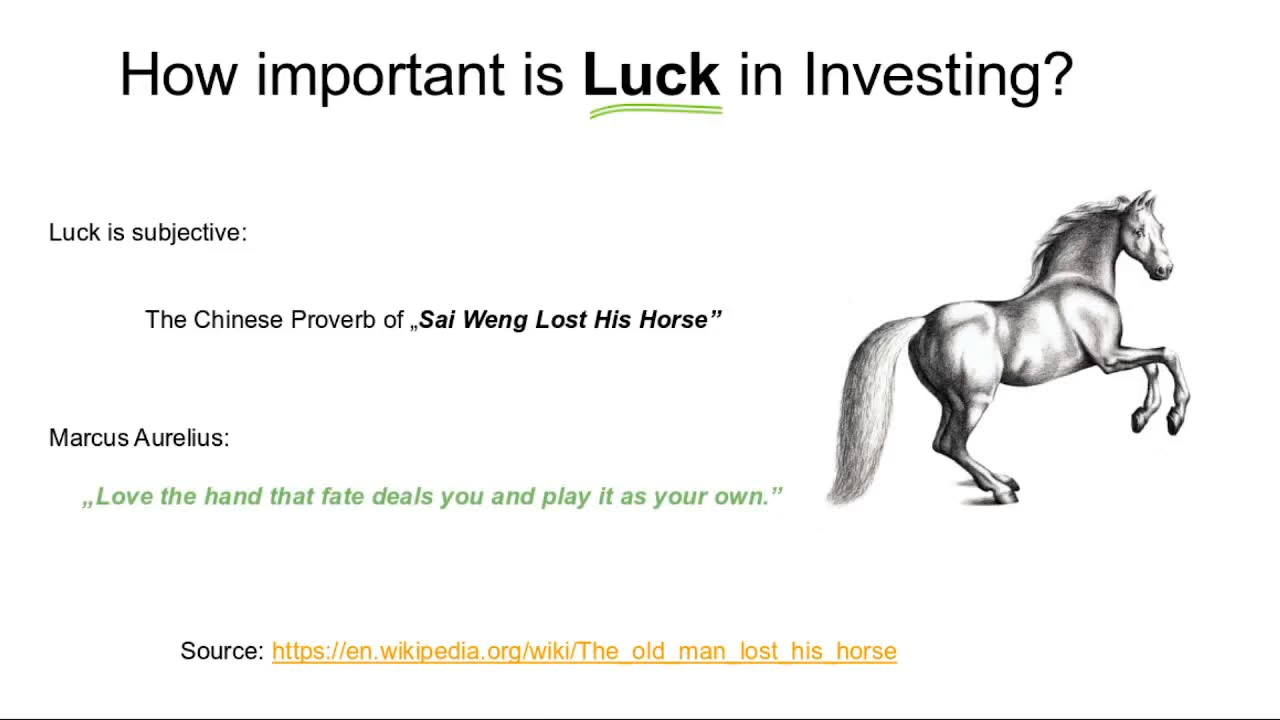 How important is Luck in Investing?
Luck is subjective:
The Chinese Proverb of „Sai Weng Lost His Horse”
Marcus Aurelius:
„Love the hand that fate deals you and play it as your own.”
Source: https://en.wikipedia.org/wiki/The_old_man_lost_his_horse